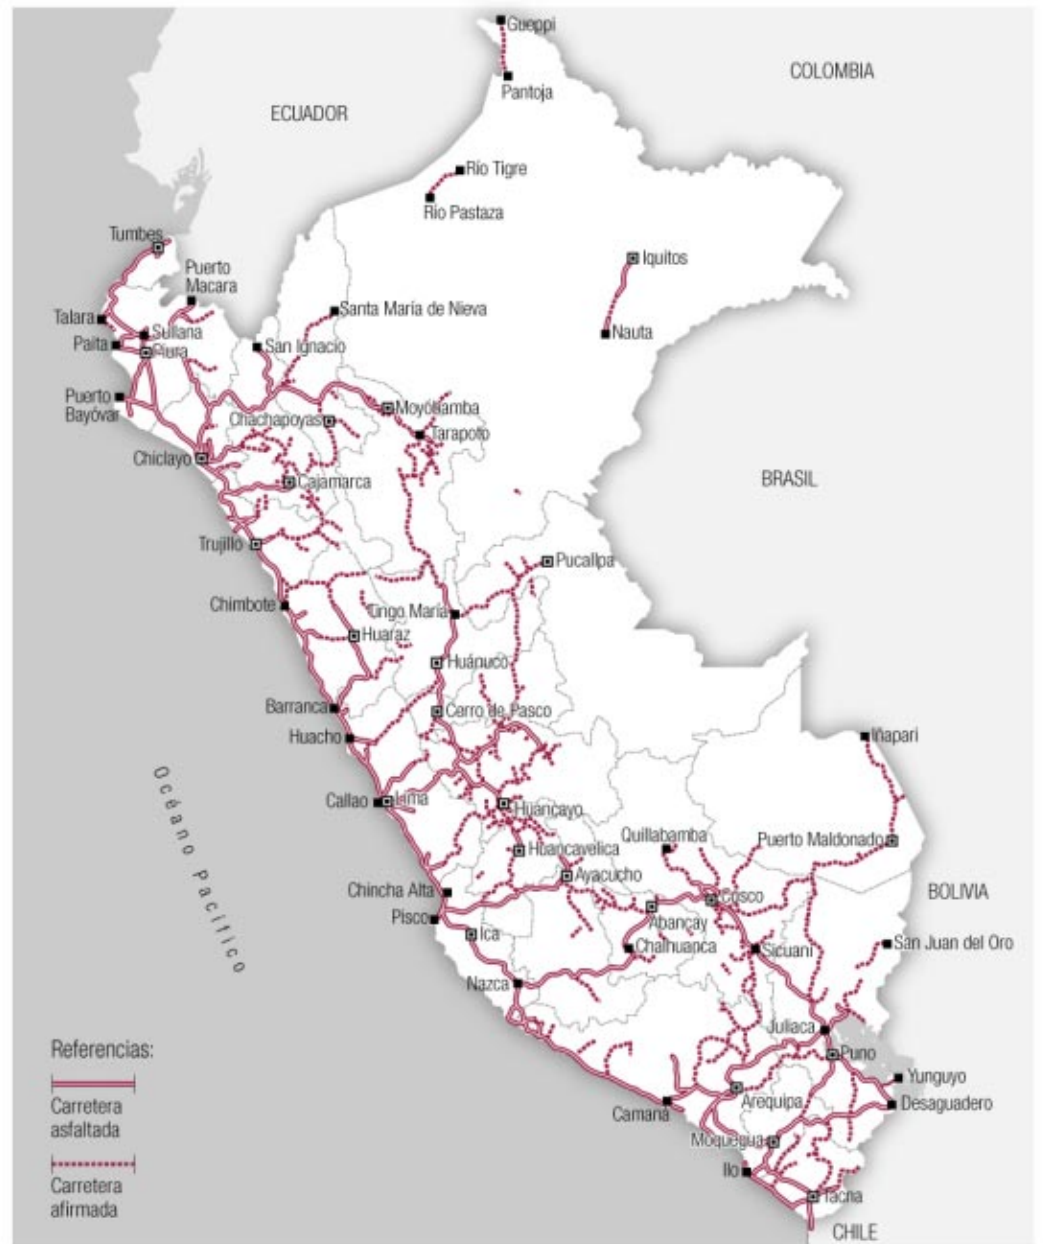 Gueppi
COLOMBIA
Pantoja
ECUADOR
Río Tigre
Río Pastaza
Tumbes
Iquitos
Puerto
Macara
Santa María de Nieva
Talara
Sullana
Nauta
Paita
Piura
San Ignacio
Puerto
Bayóvar
Moyobamba
Chachapoyas
Tarapoto
Chiclayo
BRASIL
Cajamarca
Trujillo
Pucallpa
Chimbote
Tingo María
Huaraz
Huánuco
Barranca
Cerro de Pasco
Huacho
Iñapari
Callao
Lima
Huancayo
Quillabamba
Puerto Maldonado
Huancavelica
Ayacucho
Chincha Alta
BOLIVIA
Cosco
Pisco
Abancay
Ica
Chalhuanca
Sicuani
San Juan del Oro
Nazca
Océano Pacífico
Juliaca
Referencias:
Puno
Yunguyo
Carretera
asfaltada
Arequipa
Desaguadero
Camana
Moquegua
Ilo
Carretera
afirmada
Tacna
CHILE